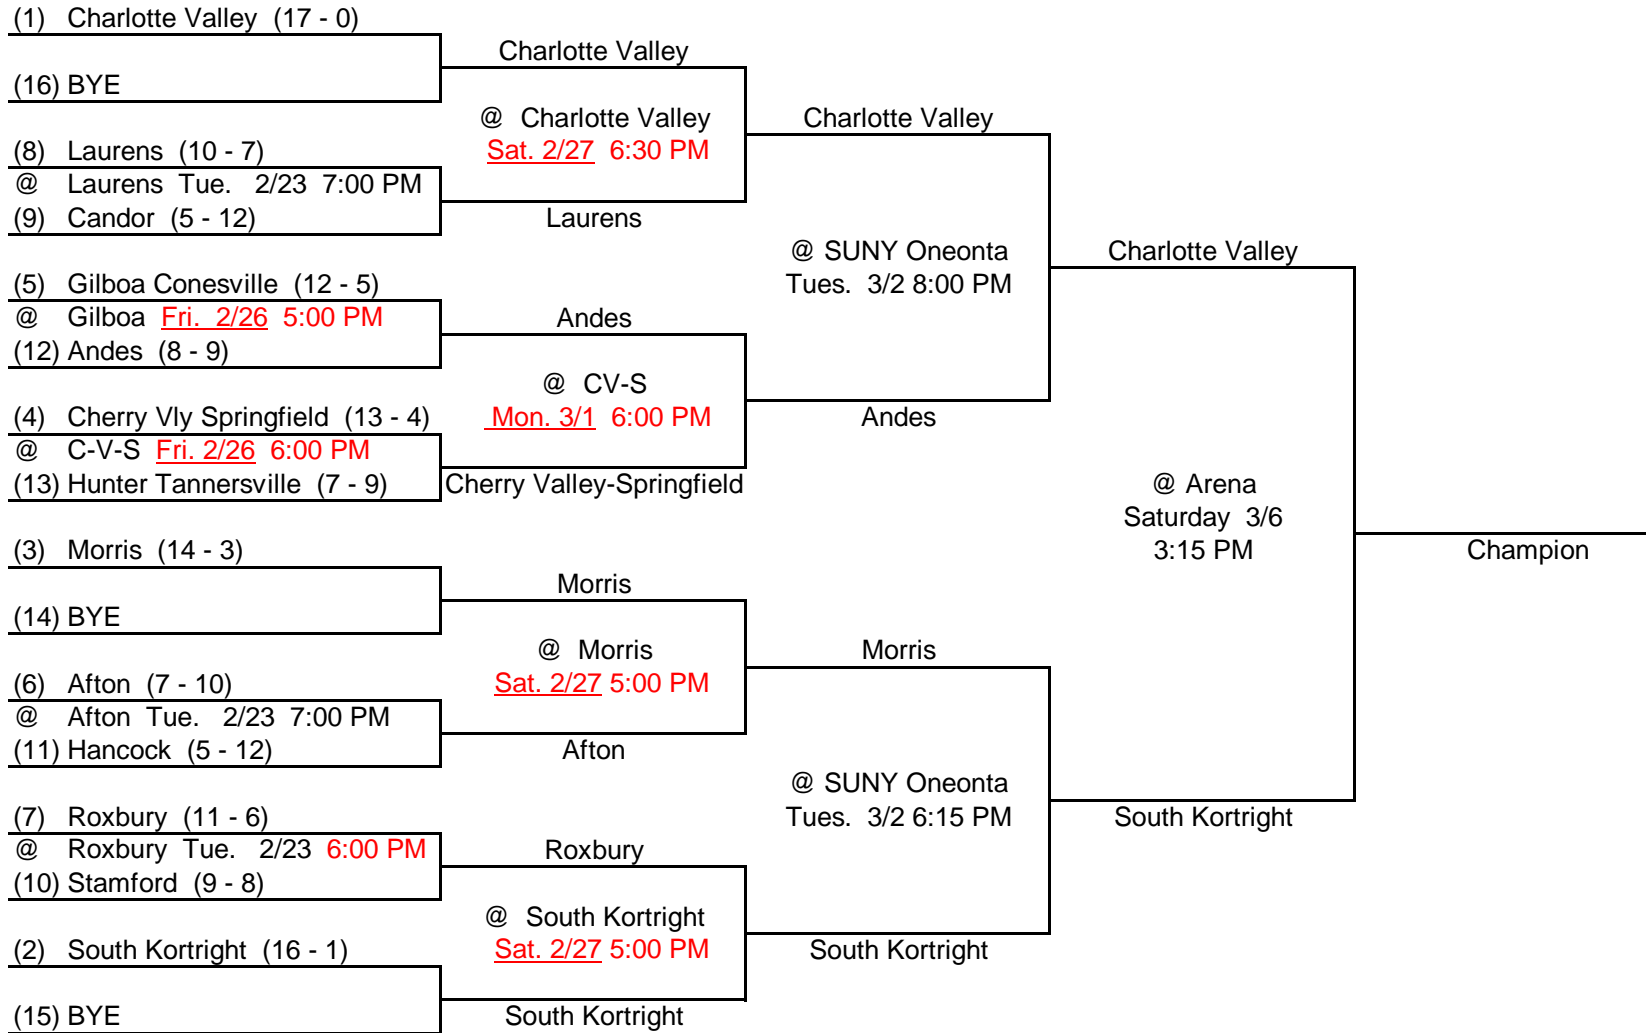 (1) Charlotte Valley (17 - 0)
(16) BYE
(8) Laurens (10 - 7)
@ Laurens Tue. 2/23 7:00 PM
(9) Candor (5 - 12)
(5) Gilboa Conesville (12 - 5)
@ Gilboa Fri. 2/26 5:00 PM
(12) Andes (8 - 9)
(4) Cherry Vly Springfield (13 - 4)
@ C-V-S Fri. 2/26 6:00 PM
(13) Hunter Tannersville (7 - 9)
(3) Morris (14 - 3)
(14) BYE
(6) Afton (7 - 10)
@ Afton Tue. 2/23 7:00 PM
(11) Hancock (5 - 12)
(7) Roxbury (11 - 6)
@ Roxbury Tue. 2/23 6:00 PM
(10) Stamford (9 - 8)
(2) South Kortright (16 - 1)
(15) BYE
Charlotte Valley
@ Charlotte Valley
Sat. 2/27 6:30 PM
Laurens
Andes
@ CV-S
Mon. 3/1 6:00 PM
Cherry Valley-Springfield
Morris
@ Morris
Sat. 2/27 5:00 PM
Afton
Roxbury
@ South Kortright
Sat. 2/27 5:00 PM
South Kortright
Charlotte Valley
@ SUNY Oneonta
Tues. 3/2 8:00 PM
Andes
Morris
@ SUNY Oneonta
Tues. 3/2 6:15 PM
South Kortright
Charlotte Valley
@ Arena
Saturday 3/6
3:15 PM
South Kortright
Champion